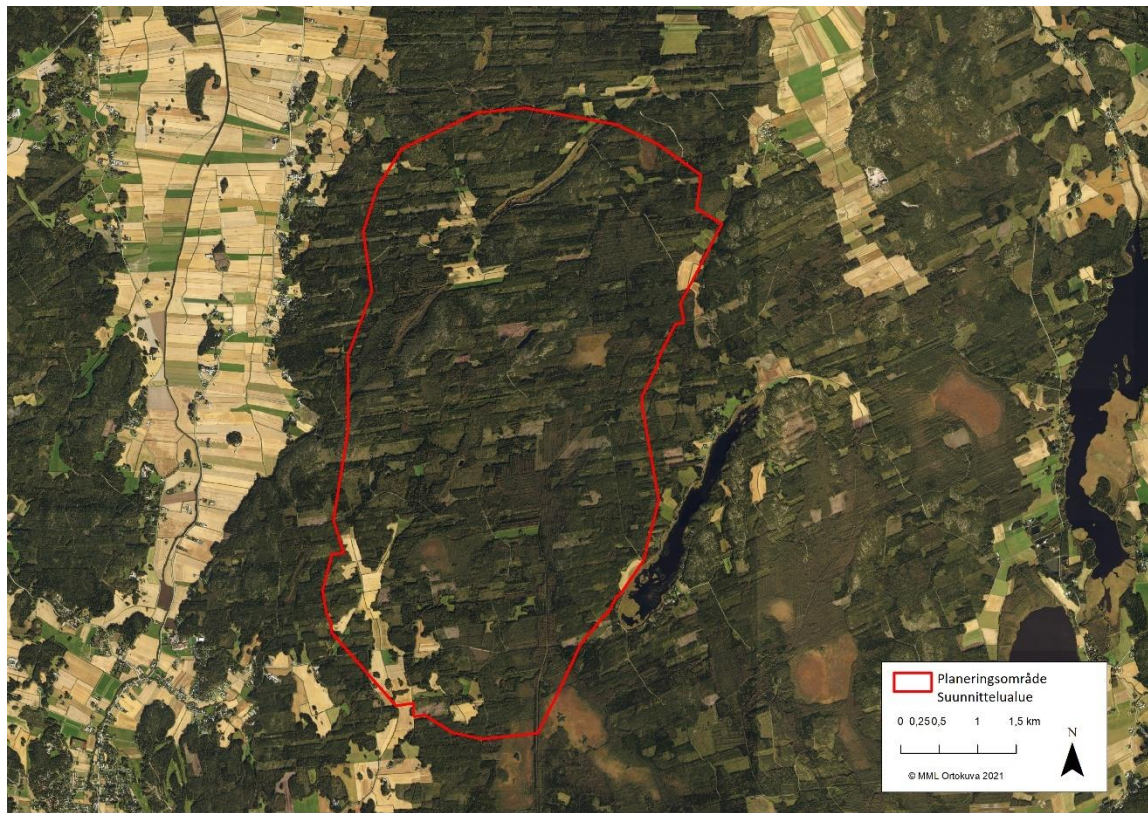 Planeringsområde
Suunnittelualue
0 0,25 0,5 1 1,5 km
N
© MML Ortokuva 2021